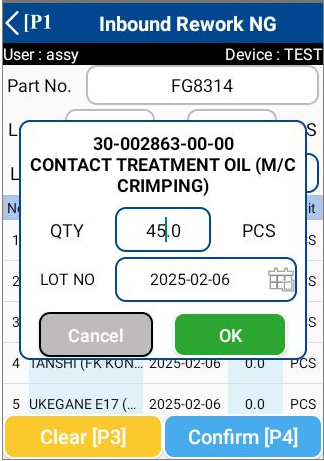 [P1 Inbound Rework NG
User : assy Device : TEST
Part No. FG8314
L S
30-002863-00-00
CONTACT TREATMENT OIL (M/C
CRIMPING)
L
N it
QTY 45.0 PCS
1 S
LOT NO 2025-02-06
2 S
3 S
Cancel OK
4 TANSHI (FK KON... 2025-02-06 0.0 PCS
5 UKEGANE E17 (... 2025-02-06 0.0 PCS
Clear [P3] Confirm [P4]